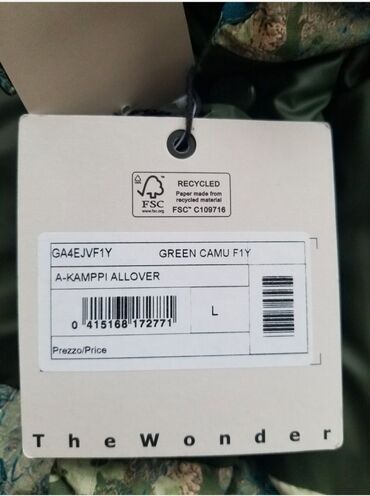 FSC
www.fsc.org
RECYCLED
Paper made from
recycled material
FSC™ C109716
GA4EJVF1Y GREEN CAMU F1Y
A-KAMPPI ALLOVER
0 415168 172771
L
Prezzo/Price
TheWonder